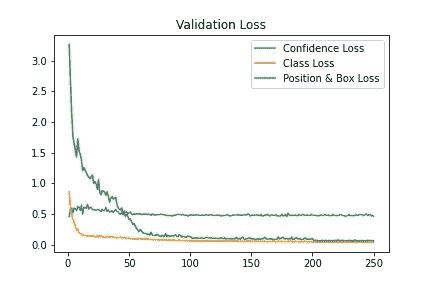 Validation Loss
Confidence Loss
Class Loss
Position & Box Loss
3.0
2.5
2.0
1.5
1.0
0.5
0.0
0 50 100 150 200 250